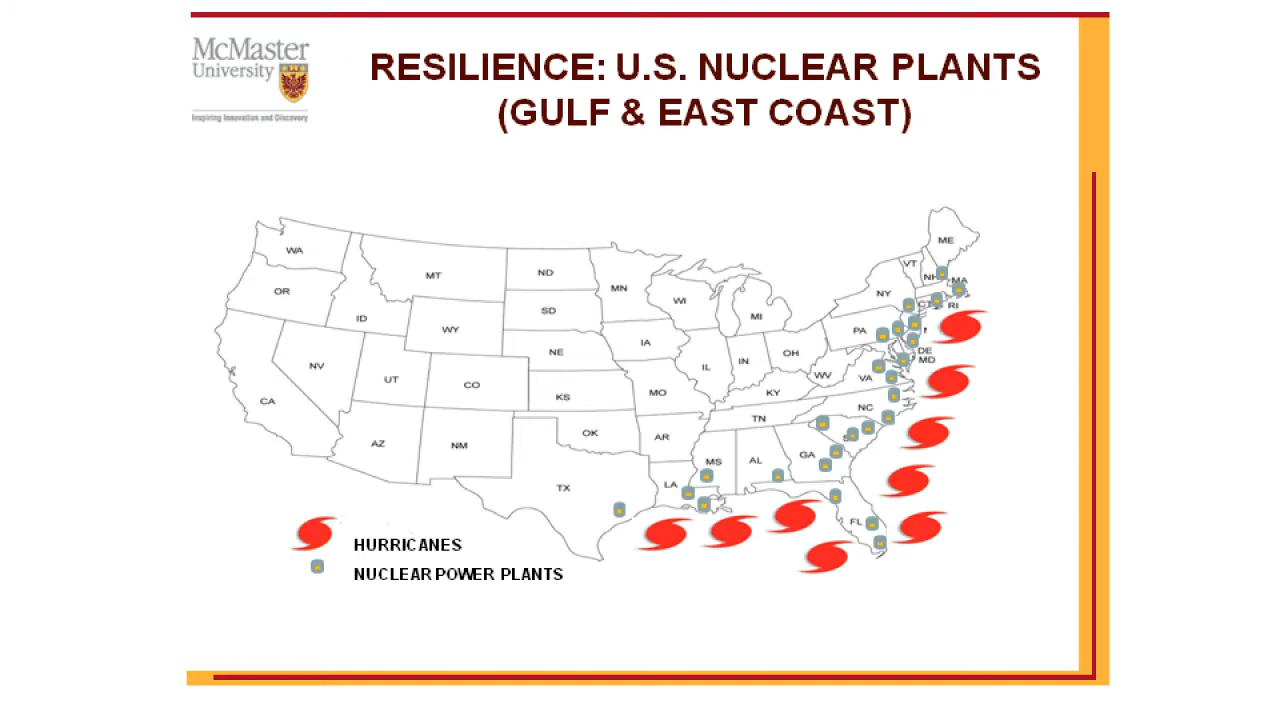 McMaster
University
Inspiring Innovation and Discovery
RESILIENCE: U.S. NUCLEAR PLANTS
(GULF & EAST COAST)
WA
MT
ND
MN
OR
ID
SD
WI
MI
NY
VT
NH
ME
MA
CT
RI
WY
NE
IA
PA
NV
UT
CO
IL
IN
OH
DE
MD
CA
KS
MO
WV
VA
KY
NC
AZ
NM
OK
AR
TN
TX
LA
MS
AL
GA
FL
HURRICANES
NUCLEAR POWER PLANTS